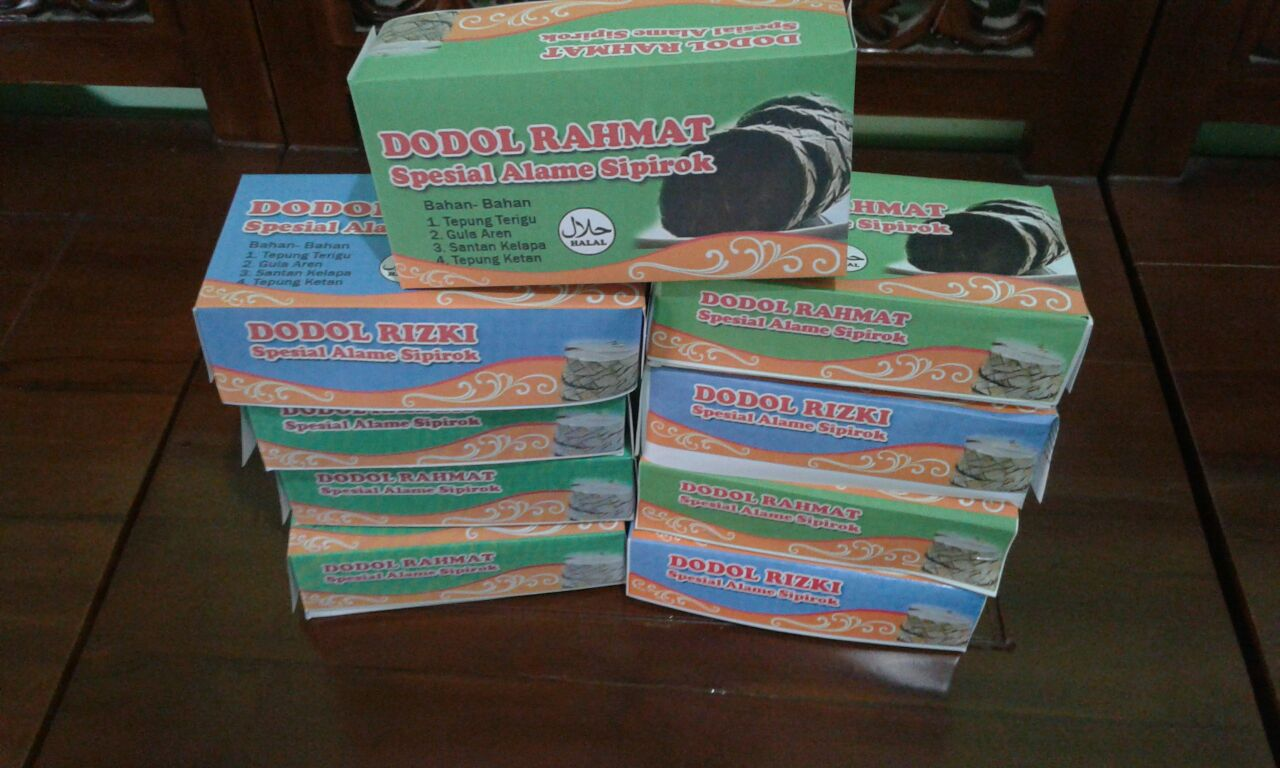 DODOL RAHMAT
Spesial Alame Sipirok
DODOL RAHMAT
Spesial Alame Sipirok
Bahan- Bahan
1. Tepung Terigu
2. Gula Aren
3. Santan Kelapa
4. Tepung Ketan
حلال
HALAL
DODOL
Spesial
Bahan- Bahan
1. Tepung Terigu
2. Gula Aren
3. Santan Kelapa
4. Tepung Ketan
DODOL RIZKI
Spesial Alame Sipirok
DODOL
Spesial Alame Sipirok
DODOL RAHMAT
Spesial Alame Sipirok
DODOL RAHMAT
Spesial Alame Sipirok
DODOL RAHMAT
Spesial Alame Sipirok
DODOL RIZKI
Spesial Alame Sipirok
DODOL RAHMAT
Spesial Alame Sipirok
DODOL RIZKI
Spesial Alame Sipirok